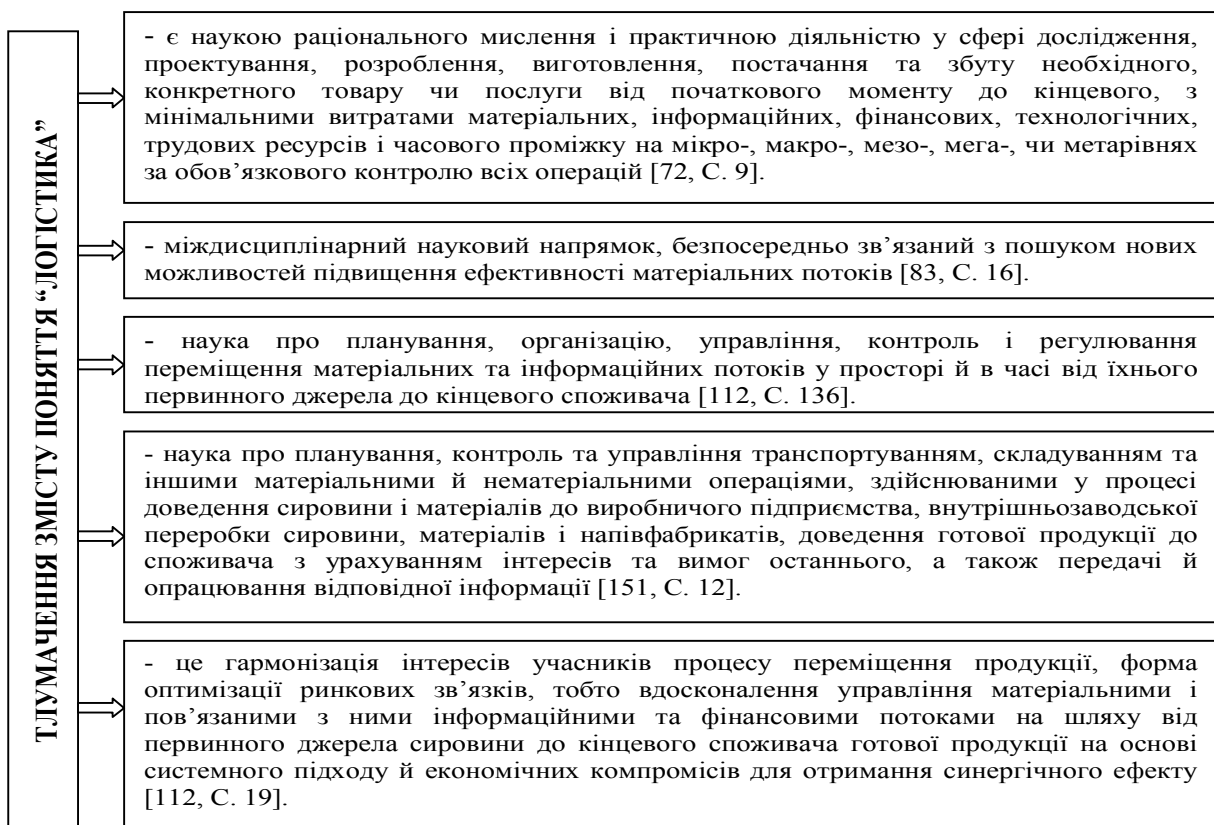 ТЛУМАЧЕННЯ ЗМІСТУ ПОНЯТТЯ “ЛОГІСТИКА”
- є наукою раціонального мислення і практичною діяльністю у сфері дослідження,
проектування, розроблення, виготовлення, постачання та збуту необхідного,
конкретного товару чи послуги від початкового моменту до кінцевого, з
мінімальними витратами матеріальних, інформаційних, фінансових, технологічних,
трудових ресурсів і часового проміжку на мікро-, макро-, мезо-, мега-, чи метарівнях
за обов’язкового контролю всіх операцій [72, С. 9].
- міждисциплінарний науковий напрямок, безпосередньо зв’язаний з пошуком нових
можливостей підвищення ефективності матеріальних потоків [83, С. 16].
- наука про планування, організацію, управління, контроль і регулювання
переміщення матеріальних та інформаційних потоків у просторі й в часі від їхнього
первинного джерела до кінцевого споживача [112, С. 136].
- наука про планування, контроль та управління транспортуванням, складуванням та
іншими матеріальними й нематеріальними операціями, здійснюваними у процесі
доведення сировини і матеріалів до виробничого підприємства, внутрішньозаводської
переробки сировини, матеріалів і напівфабрикатів, доведення готової продукції до
споживача з урахуванням інтересів та вимог останнього, а також передачі й
опрацювання відповідної інформації [151, С. 12].
- це гармонізація інтересів учасників процесу переміщення продукції, форма
оптимізації ринкових зв’язків, тобто вдосконалення управління матеріальними і
пов’язаними з ними інформаційними та фінансовими потоками на шляху від
первинного джерела сировини до кінцевого споживача готової продукції на основі
системного підходу й економічних компромісів для отримання синергічного ефекту
[112, С. 19].